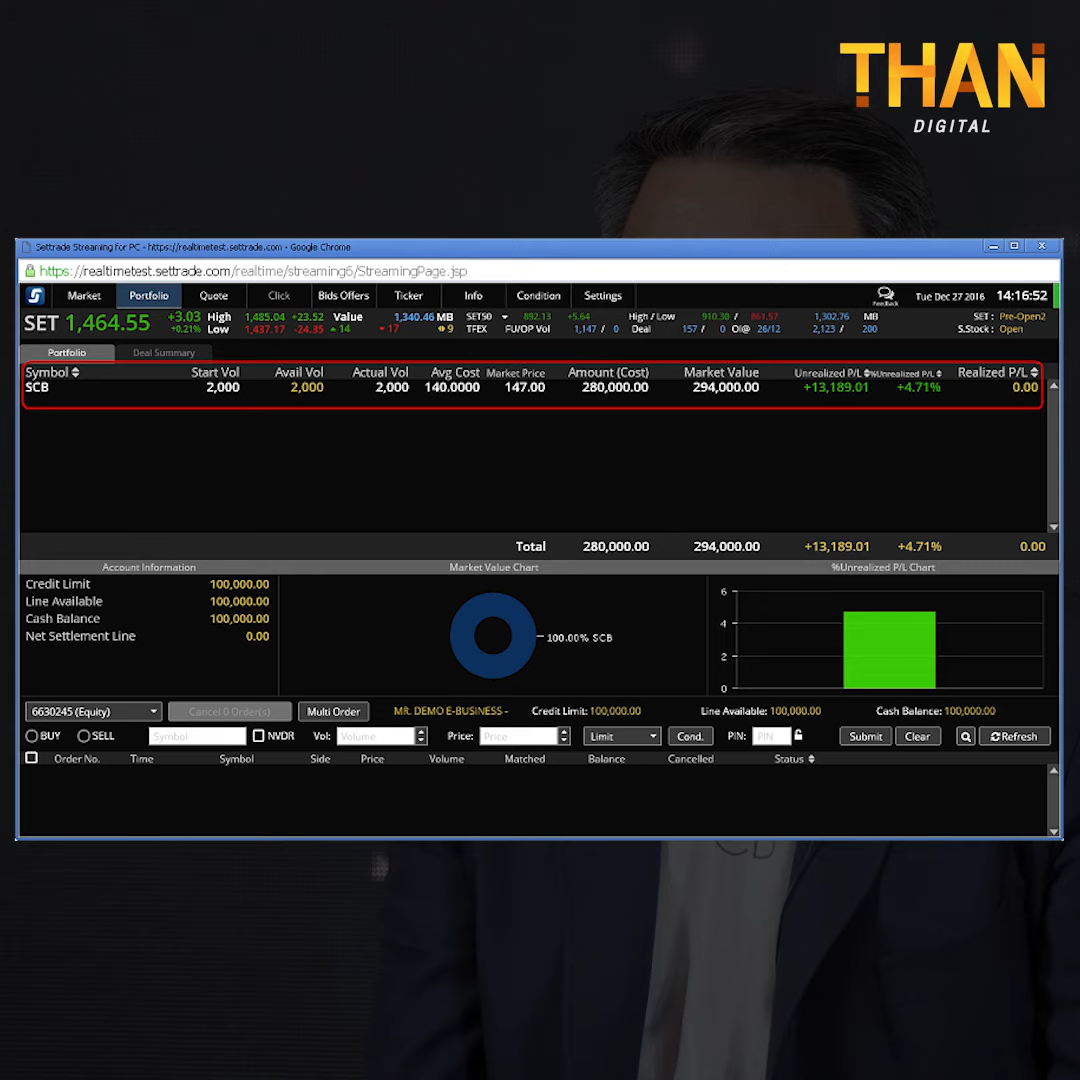 THAN
DIGITAL
Settrade Streaming for PC - https://realtimetest.settrade.com - Google Chrome
https://realtimetest.settrade.com/realtime/streaming6/StreamingPage.jsp
Market Portfolio Quote Click Bids Offers Ticker Info Condition Settings Feedback Tue Dec 27 2016 14:16:52
SET 1,464.55 +3.03 High 1,485.04 +23.52 Value 1,340.46 MB SET50 892.13 +5.64 High / Low 910.30 / 861.57 1,302.76 MB SET : Pre-Open2
+0.21% Low 1,437.17 -24.35 14 17 9 TFEX FU/OP Vol 1,147 / 0 Deal 157 / 0 OI@ 26/12 2,123 / 200 S.Stock : Open
Portfolio Deal Summary
Symbol Start Vol Avail Vol Actual Vol Avg Cost Market Price Amount (Cost) Market Value Unrealized P/L %Unrealized P/L Realized P/L
SCB 2,000 2,000 2,000 140.0000 147.00 280,000.00 294,000.00 +13,189.01 +4.71% 0.00
Total 280,000.00 294,000.00 +13,189.01 +4.71% 0.00
Account Information Market Value Chart %Unrealized P/L Chart
Credit Limit 100,000.00
Line Available 100,000.00
Cash Balance 100,000.00
Net Settlement Line 0.00
100.00% SCB
6
4
2
0
6630245 (Equity) Cancel 0 Order(s) Multi Order MR. DEMO E-BUSINESS - Credit Limit: 100,000.00 Line Available: 100,000.00 Cash Balance: 100,000.00
BUY SELL Symbol NVDR Vol: Volume Price: Price Limit Cond. PIN: PIN Submit Clear Refresh
Order No. Time Symbol Side Price Volume Matched Balance Cancelled Status